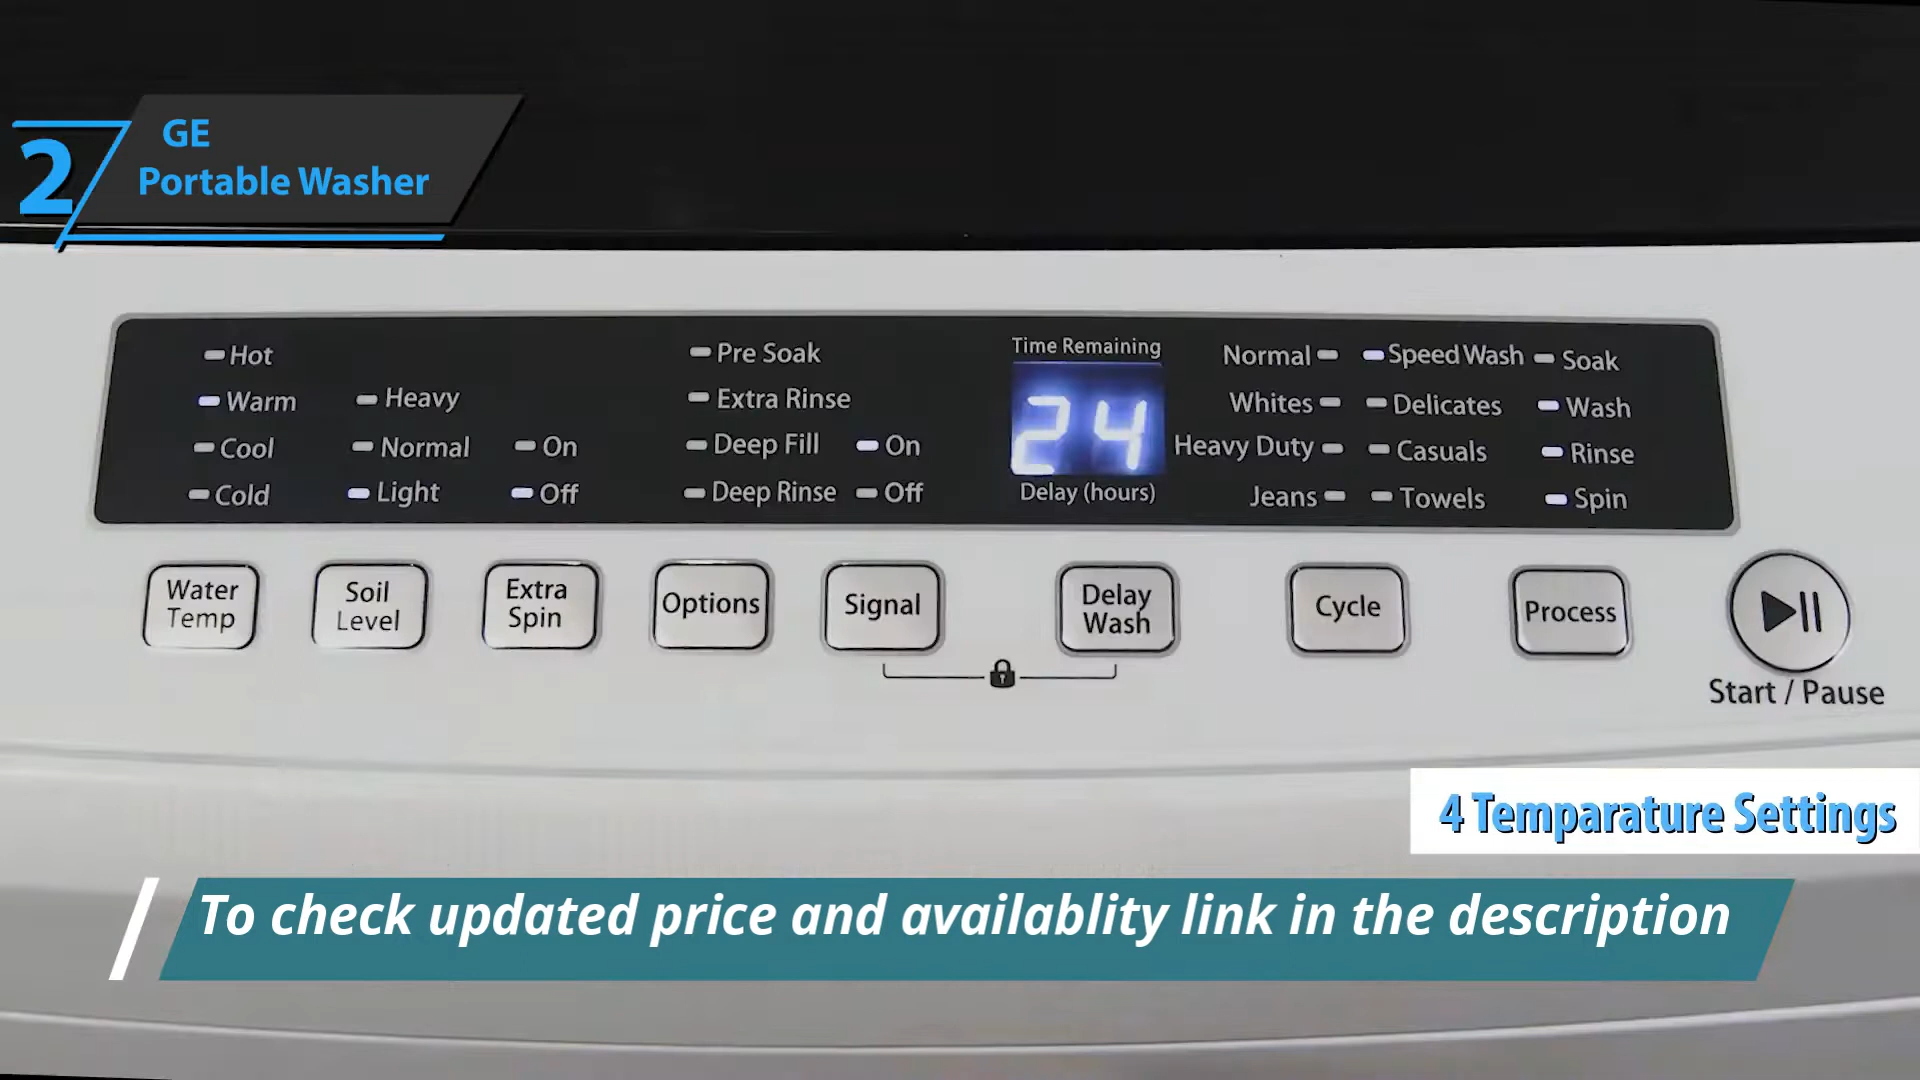 2
GE
Portable Washer
Hot
Warm
Cool
Cold
Heavy
Normal
Light
On
Off
Pre Soak
Extra Rinse
Deep Fill
Deep Rinse
On
Off
Time Remaining
24
Delay (hours)
Normal
Whites
Heavy Duty
Jeans
Speed Wash
Delicates
Casuals
Towels
Soak
Wash
Rinse
Spin
Water
Temp
Soil
Level
Extra
Spin
Options
Signal
Delay
Wash
Cycle
Process
Start / Pause
4 Temparature Settings
To check updated price and availablity link in the description